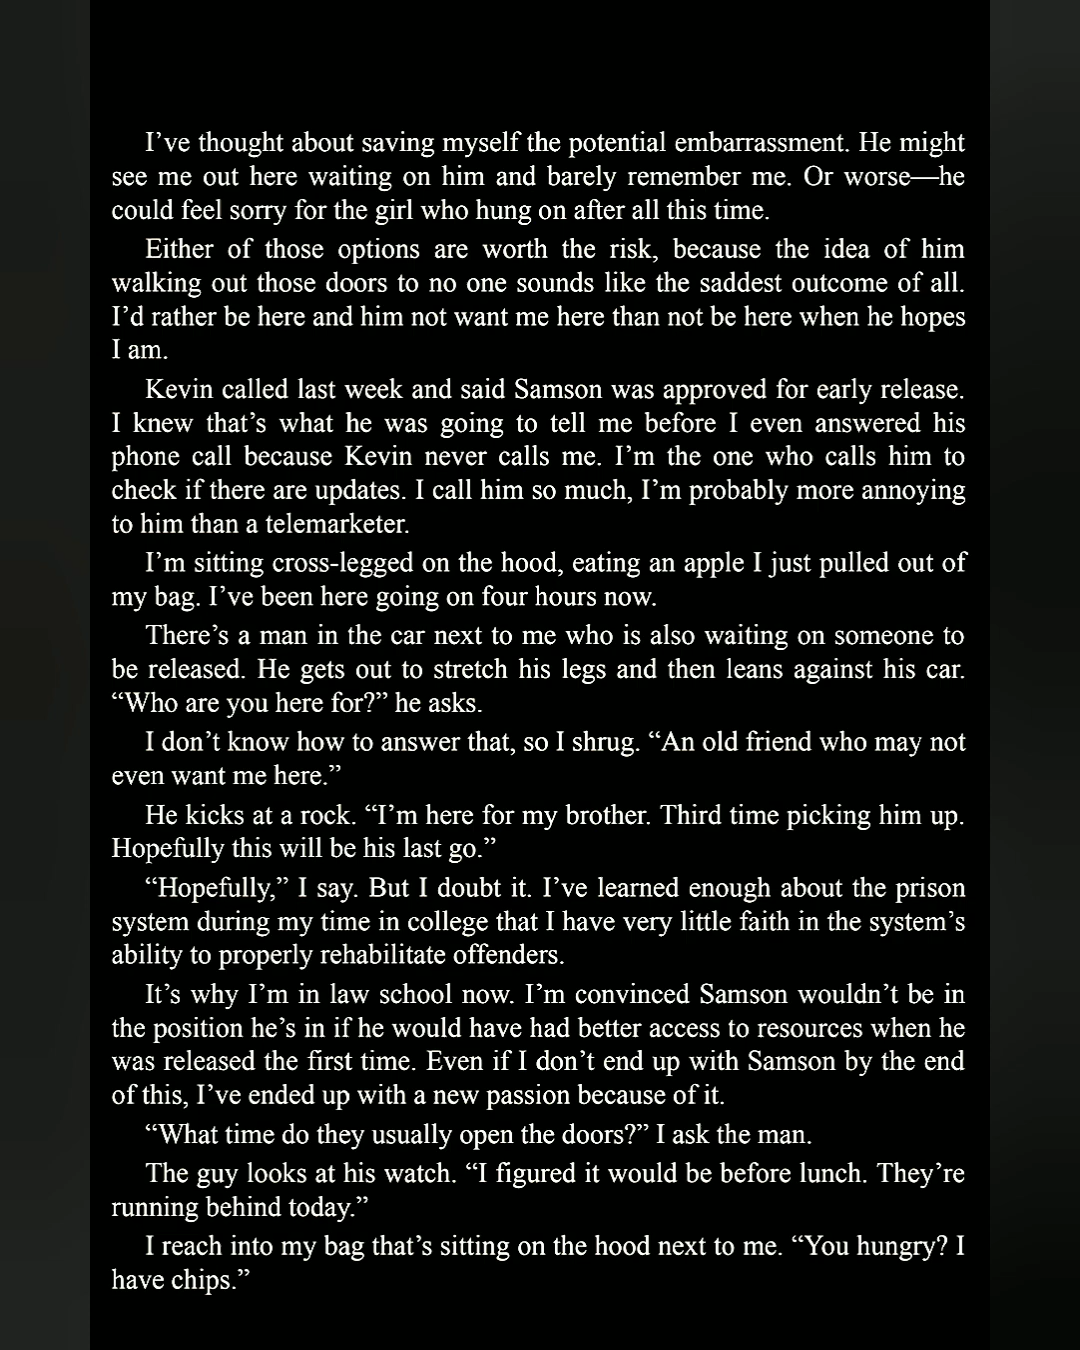 I’ve thought about saving myself the potential embarrassment. He might
see me out here waiting on him and barely remember me. Or worse—he
could feel sorry for the girl who hung on after all this time.
Either of those options are worth the risk, because the idea of him
walking out those doors to no one sounds like the saddest outcome of all.
I’d rather be here and him not want me here than not be here when he hopes
I am.
Kevin called last week and said Samson was approved for early release.
I knew that’s what he was going to tell me before I even answered his
phone call because Kevin never calls me. I’m the one who calls him to
check if there are updates. I call him so much, I’m probably more annoying
to him than a telemarketer.
I’m sitting cross-legged on the hood, eating an apple I just pulled out of
my bag. I’ve been here going on four hours now.
There’s a man in the car next to me who is also waiting on someone to
be released. He gets out to stretch his legs and then leans against his car.
“Who are you here for?” he asks.
I don’t know how to answer that, so I shrug. “An old friend who may not
even want me here.”
He kicks at a rock. “I’m here for my brother. Third time picking him up.
Hopefully this will be his last go.”
“Hopefully,” I say. But I doubt it. I’ve learned enough about the prison
system during my time in college that I have very little faith in the system’s
ability to properly rehabilitate offenders.
It’s why I’m in law school now. I’m convinced Samson wouldn’t be in
the position he’s in if he would have had better access to resources when he
was released the first time. Even if I don’t end up with Samson by the end
of this, I’ve ended up with a new passion because of it.
“What time do they usually open the doors?” I ask the man.
The guy looks at his watch. “I figured it would be before lunch. They’re
running behind today.”
I reach into my bag that’s sitting on the hood next to me. “You hungry? I
have chips.”